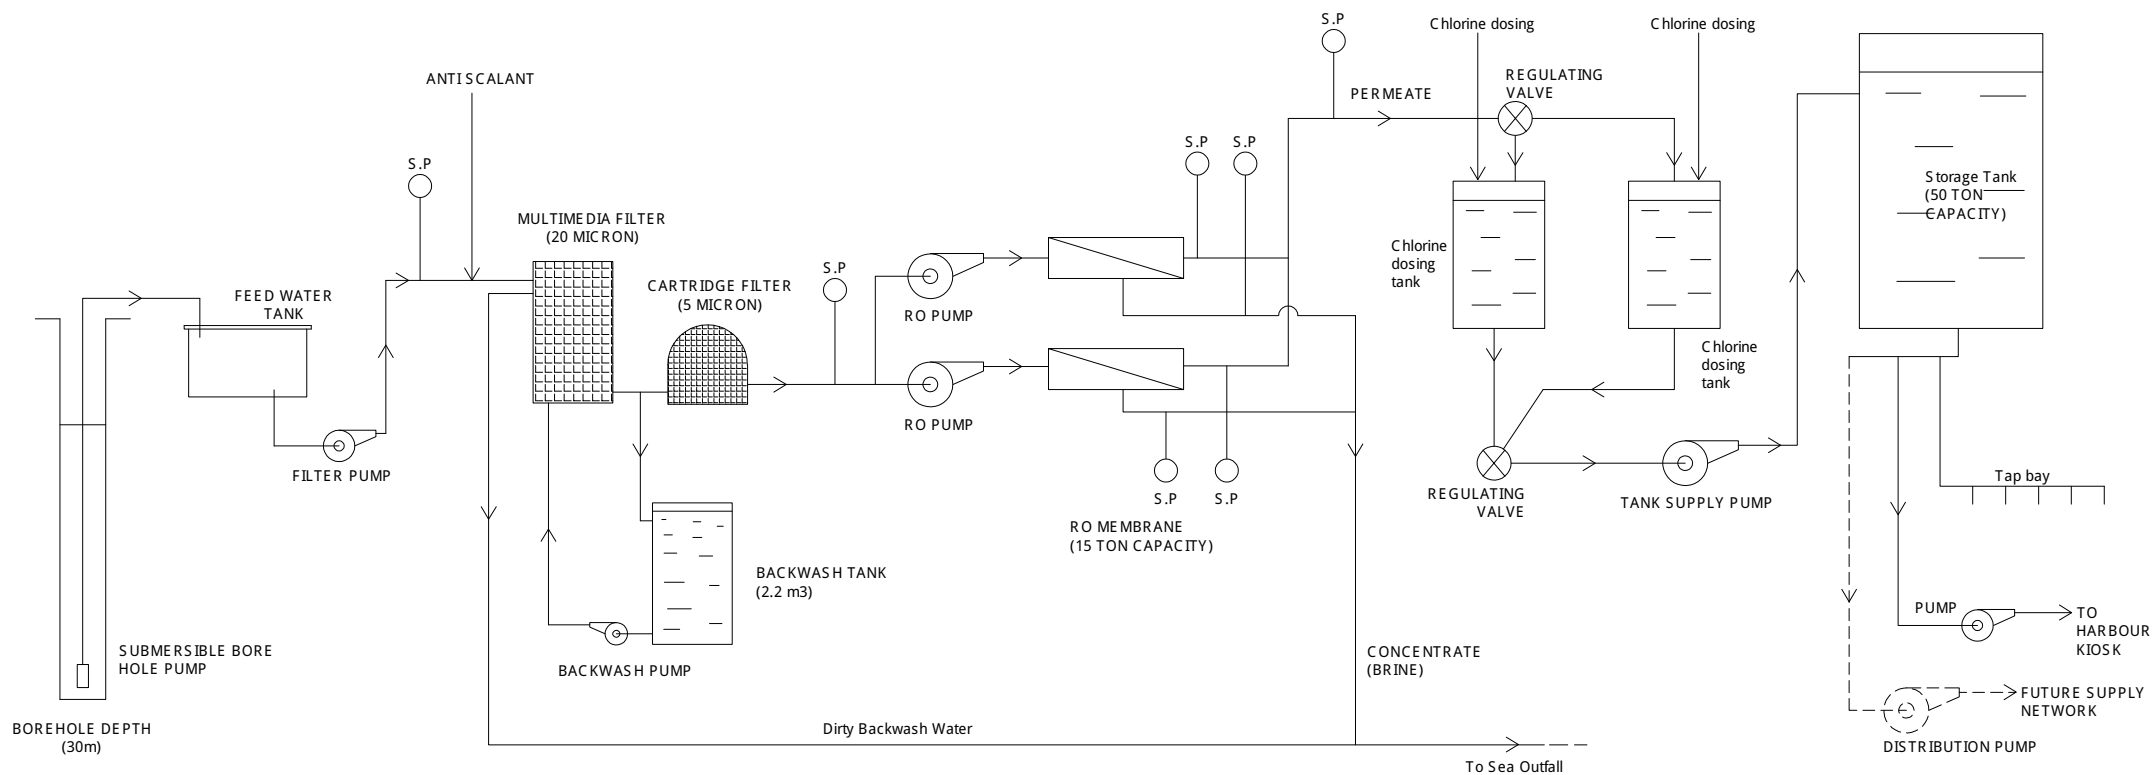 S.P
Chlorine dosing
Chlorine dosing
ANTI SCALANT
REGULATING
VALVE
PERMEATE
S.P
S.P
S.P
MULTIMEDIA FILTER
(20 MICRON)
Storage Tank
(50 TON
CAPACITY)
Chlorine
dosing
tank
S.P
CARTRIDGE FILTER
(5 MICRON)
FEED WATER
TANK
RO PUMP
Chlorine
dosing
tank
RO PUMP
FILTER PUMP
S.P
S.P
REGULATING
VALVE
TANK SUPPLY PUMP
Tap bay
RO MEMBRANE
(15 TON CAPACITY)
BACKWASH TANK
(2.2 m3)
PUMP
TO
HARBOUR
KIOSK
SUBMERSIBLE BORE
HOLE PUMP
BACKWASH PUMP
CONCENTRATE
(BRINE)
FUTURE SUPPLY
NETWORK
BOREHOLE DEPTH
(30m)
Dirty Backwash Water
DISTRIBUTION PUMP
To Sea Outfall